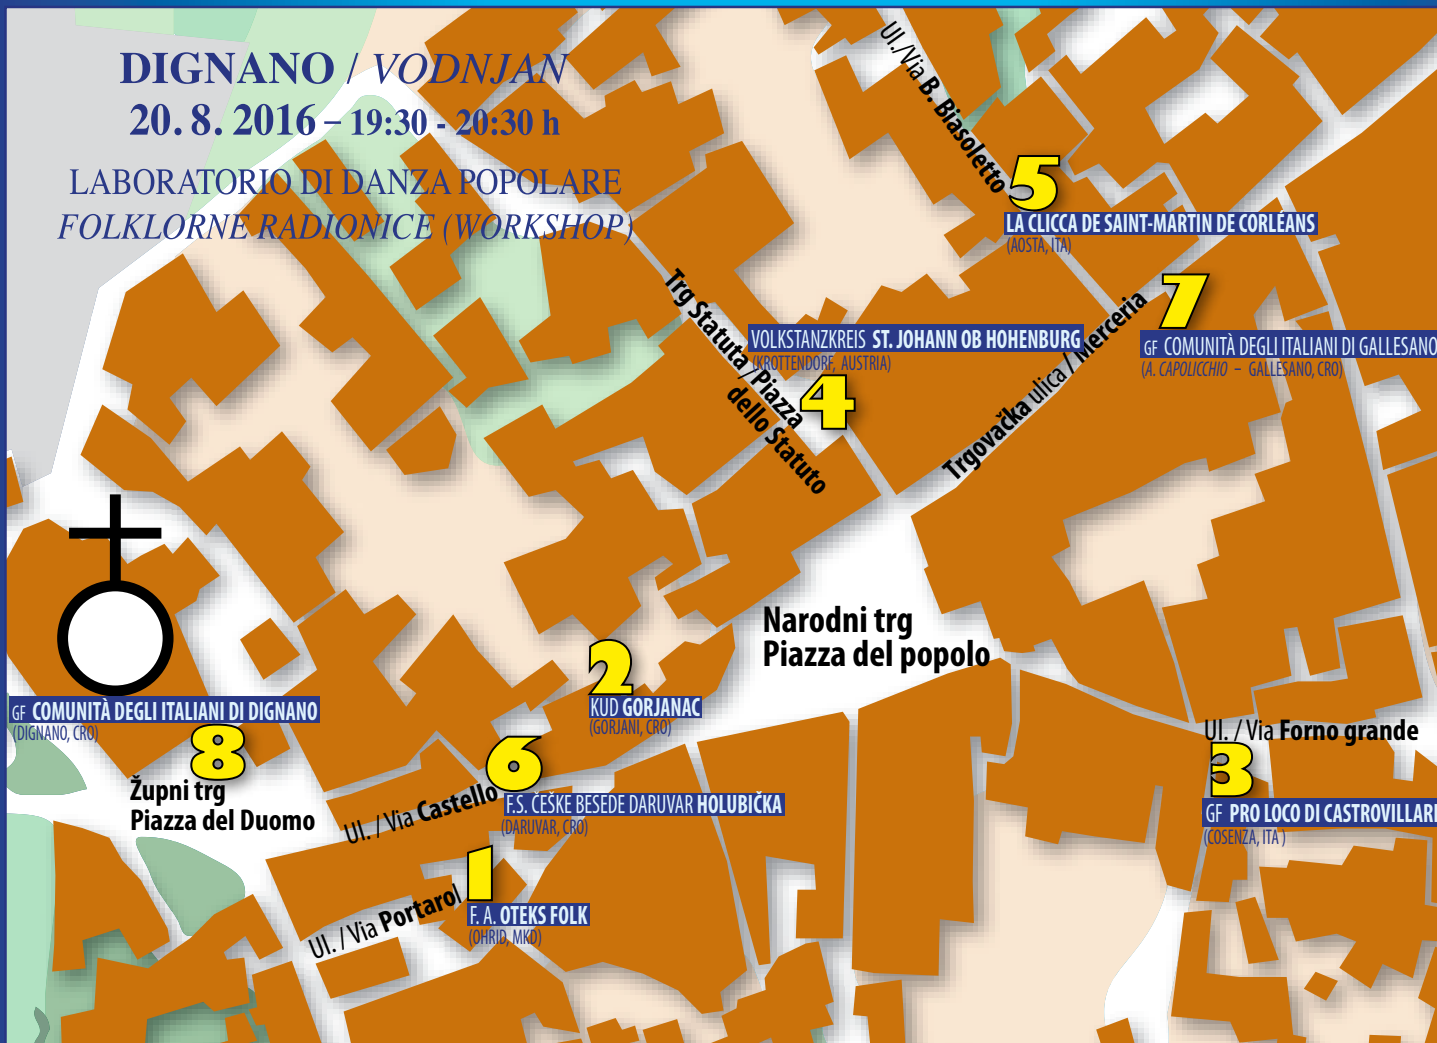 DIGNANO / VODNJAN
20. 8. 2016 – 19:30 - 20:30 h
LABORATORIO DI DANZA POPOLARE
FOLKLORNE RADIONICE (WORKSHOP)
Ul./Via B. Biasoletto
5
LA CLICCA DE SAINT-MARTIN DE CORLÉANS
(AOSTA, ITA)
7
GF COMUNITÀ DEGLI ITALIANI DI GALLESANO
(A. CAPOLICCHIO – GALLESANO, CRO)
Trg Statuta / Piazza
dello Statuto
VOLKSTANZKREIS ST. JOHANN OB HOHENBURG
(KROTTENDORF, AUSTRIA)
4
Trgovačka ulica / Merceria
Narodni trg
Piazza del popolo
2
KUD GORJANAC
(GORJANI, CRO)
GF COMUNITÀ DEGLI ITALIANI DI DIGNANO
(DIGNANO, CRO)
8
Župni trg
Piazza del Duomo
6
Ul. / Via Castello
F.S. ČEŠKE BESEDE DARUVAR HOLUBIČKA
(DARUVAR, CRO)
Ul. / Via Forno grande
3
GF PRO LOCO DI CASTROVILLARI
(COSENZA, ITA )
1
Ul. / Via Portarol
F. A. OTEKS FOLK
(OHRID, MKD)